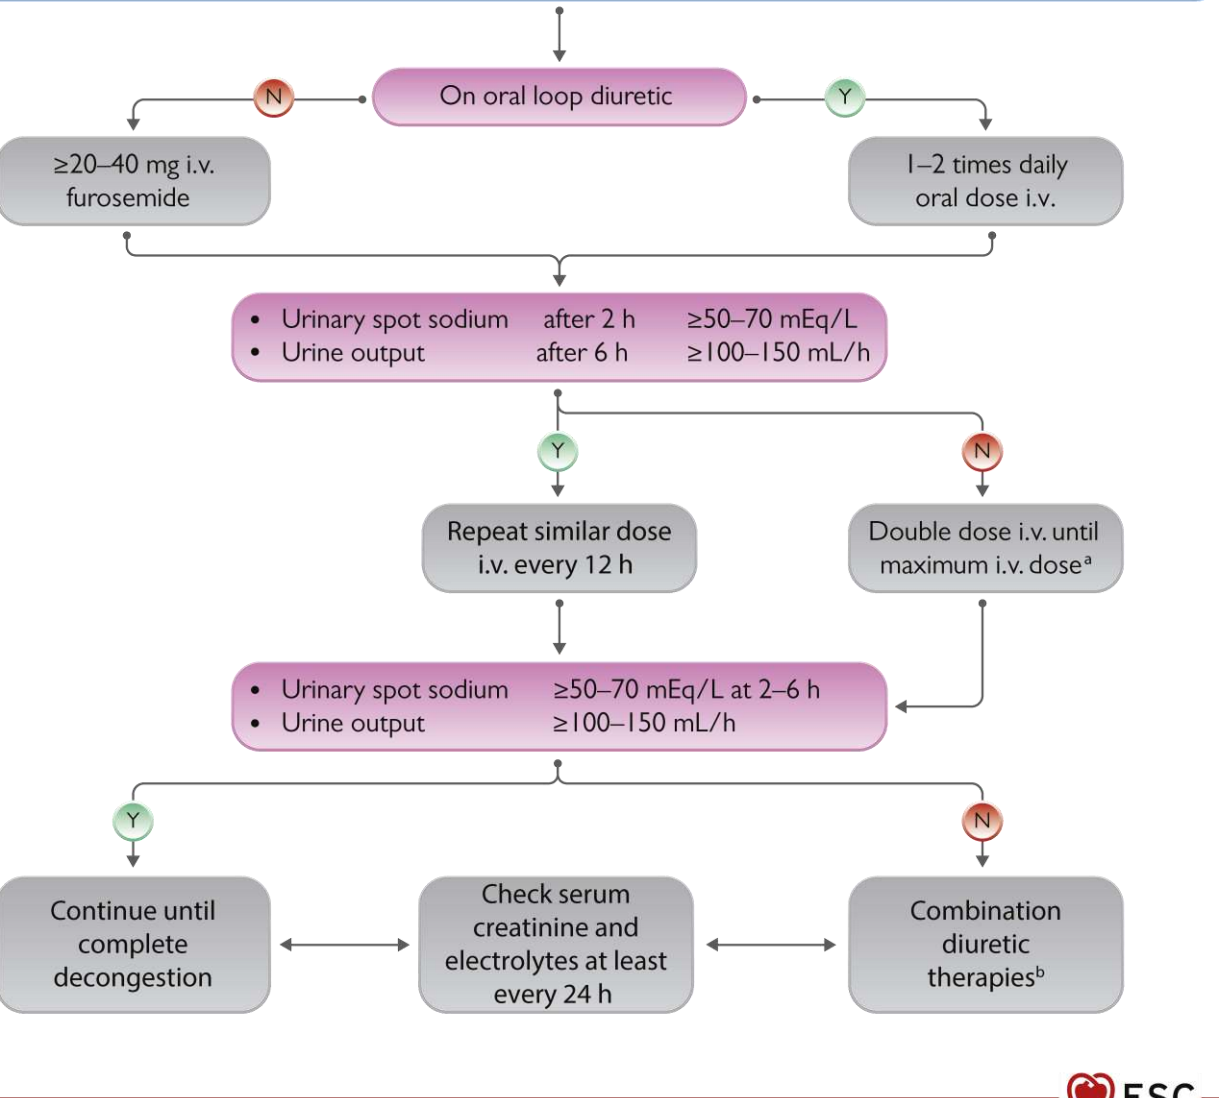 On oral loop diuretic
N
Y
≥20–40 mg i.v.
furosemide
1–2 times daily
oral dose i.v.
• Urinary spot sodium after 2 h ≥50–70 mEq/L
• Urine output after 6 h ≥100–150 mL/h
Y
N
Repeat similar dose
i.v. every 12 h
Double dose i.v. until
maximum i.v. dose^a
• Urinary spot sodium ≥50–70 mEq/L at 2–6 h
• Urine output ≥100–150 mL/h
Y
N
Continue until
complete
decongestion
Check serum
creatinine and
electrolytes at least
every 24 h
Combination
diuretic
therapies^b
ESC